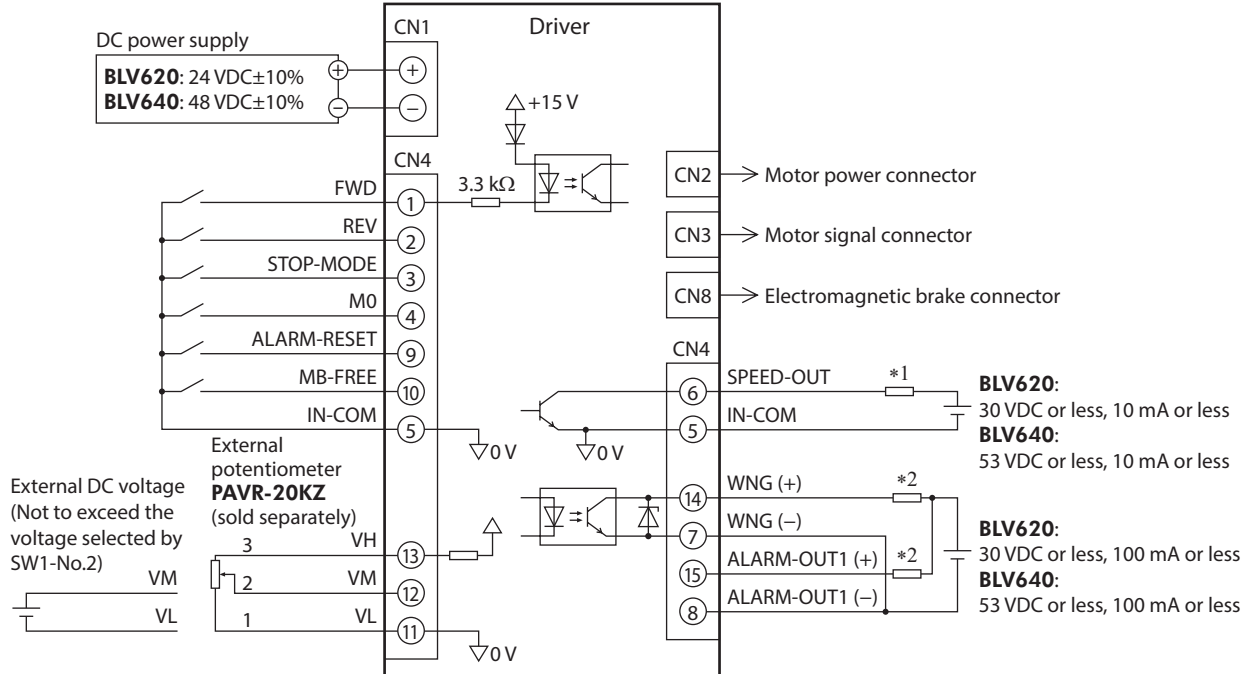 CN1
Driver
DC power supply
BLV620: 24 VDC±10%
BLV640: 48 VDC±10%
+
−
+
−
+15 V
CN4
FWD
1
3.3 kΩ
REV
2
STOP-MODE
3
M0
4
ALARM-RESET
9
MB-FREE
10
IN-COM
5
0 V
CN2
Motor power connector
CN3
Motor signal connector
CN8
Electromagnetic brake connector
CN4
6
SPEED-OUT
*1
5
IN-COM
0 V
BLV620:
30 VDC or less, 10 mA or less
BLV640:
53 VDC or less, 10 mA or less
14
WNG (+)
*2
7
WNG (−)
15
ALARM-OUT1 (+)
*2
8
ALARM-OUT1 (−)
BLV620:
30 VDC or less, 100 mA or less
BLV640:
53 VDC or less, 100 mA or less
External
potentiometer
PAVR-20KZ
(sold separately)
External DC voltage
(Not to exceed the
voltage selected by
SW1-No.2)
VM
VL
3
VH
13
2
VM
12
1
VL
11
0 V